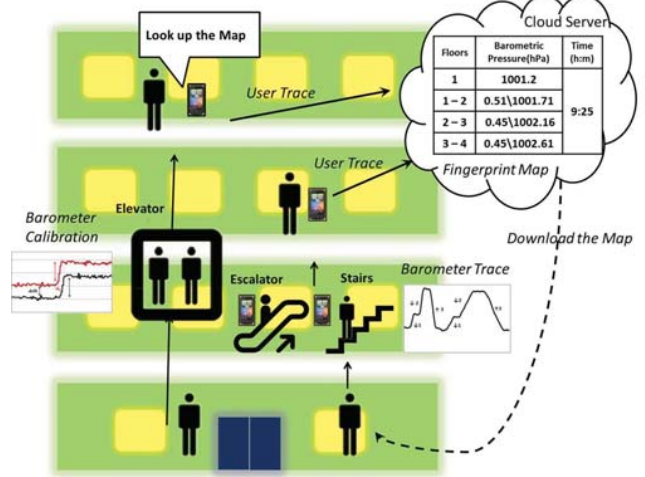 Cloud Server
Look up the Map
Floors Barometric Pressure(hPa) Time (h:m)
1 1001.2 9:25
1 – 2 0.51\1001.71
2 – 3 0.45\1002.16
3 – 4 0.45\1002.61
User Trace
User Trace
Fingerprint Map
Elevator
Barometer
Calibration
Download the Map
Escalator
Stairs
Barometer Trace